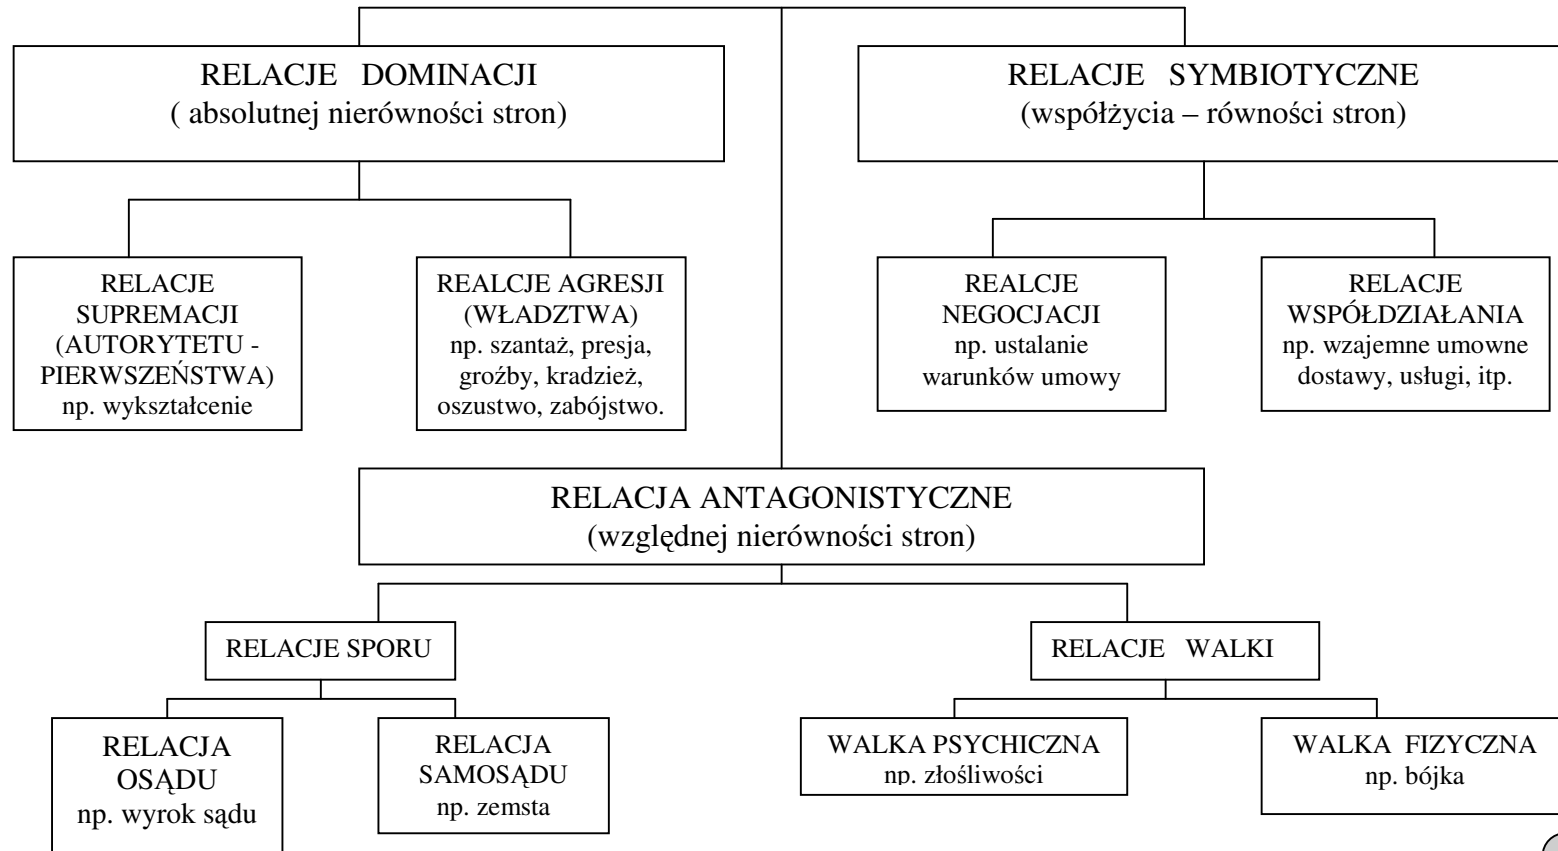 RELACJE DOMINACJI
( absolutnej nierówności stron)
RELACJE SYMBIOTYCZNE
(współżycia – równości stron)
RELACJE
SUPREMACJI
(AUTORYTETU -
PIERWSZEŃSTWA)
np. wykształcenie
REALCJE AGRESJI
(WŁADZTWA)
np. szantaż, presja,
groźby, kradzież,
oszustwo, zabójstwo.
REALCJE
NEGOCJACJI
np. ustalanie
warunków umowy
RELACJE
WSPÓŁDZIAŁANIA
np. wzajemne umowne
dostawy, usługi, itp.
RELACJA ANTAGONISTYCZNE
(względnej nierówności stron)
RELACJE SPORU
RELACJE WALKI
RELACJA
OSĄDU
np. wyrok sądu
RELACJA
SAMOSĄDU
np. zemsta
WALKA PSYCHICZNA
np. złośliwości
WALKA FIZYCZNA
np. bójka